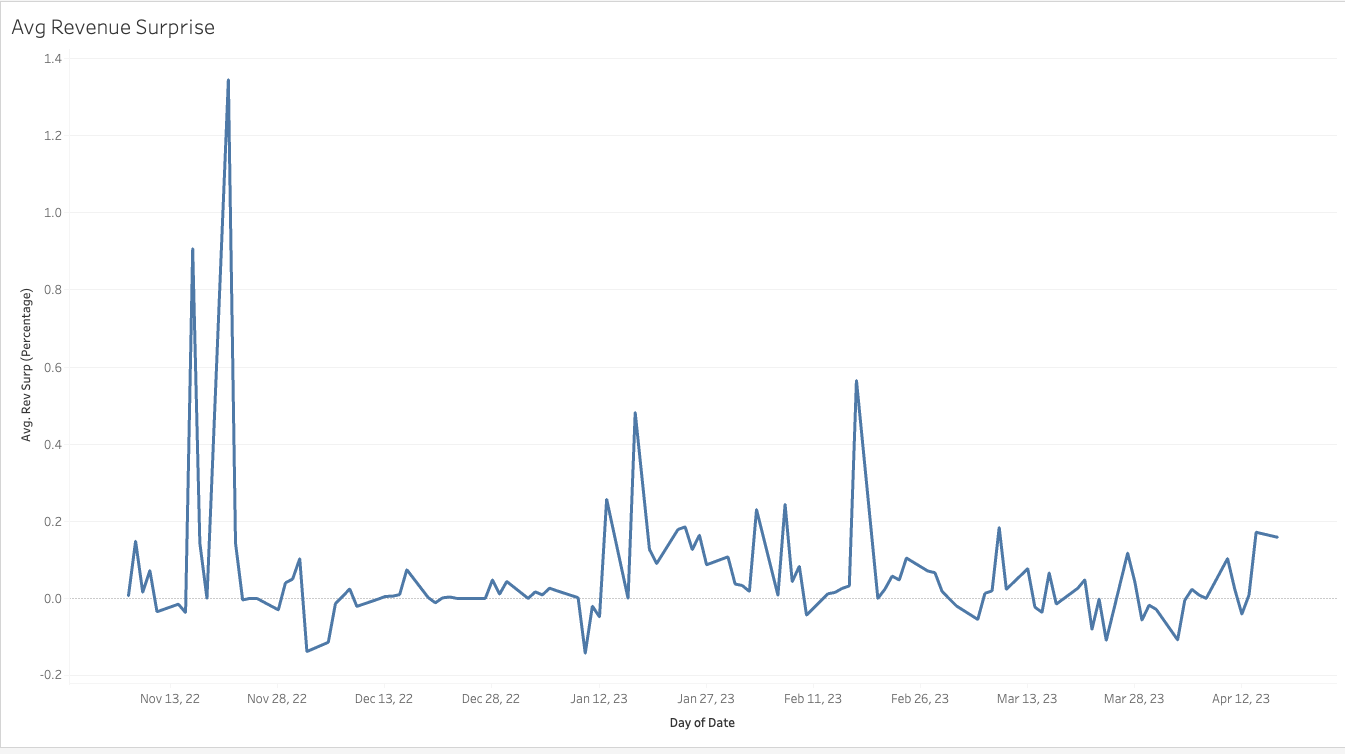 Avg Revenue Surprise
1.4
1.2
1.0
0.8
0.6
0.4
0.2
0.0
-0.2
Avg. Rev Surp (Percentage)
Nov 13, 22 Nov 28, 22 Dec 13, 22 Dec 28, 22 Jan 12, 23 Jan 27, 23 Feb 11, 23 Feb 26, 23 Mar 13, 23 Mar 28, 23 Apr 12, 23
Day of Date